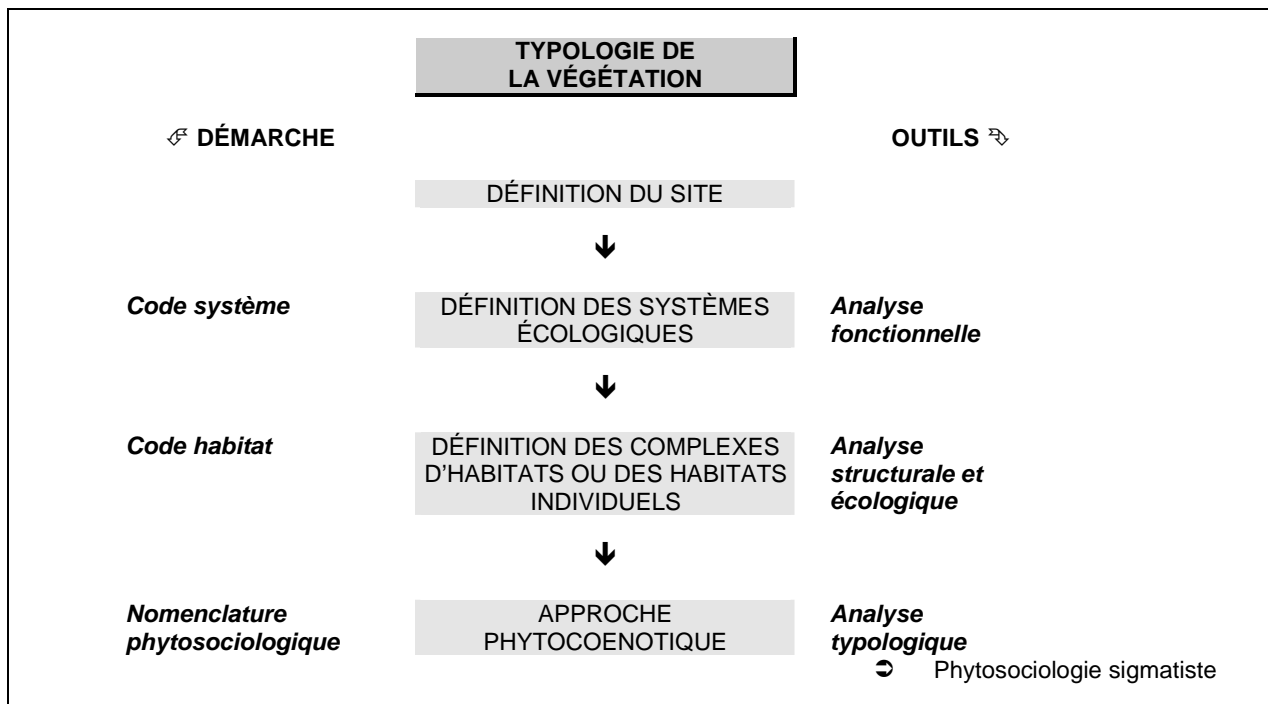 TYPOLOGIE DE
LA VÉGÉTATION
DÉMARCHE
OUTILS
DÉFINITION DU SITE
Code système
DÉFINITION DES SYSTÈMES
ÉCOLOGIQUES
Analyse
fonctionnelle
Code habitat
DÉFINITION DES COMPLEXES
D'HABITATS OU DES HABITATS
INDIVIDUELS
Analyse
structurale et
écologique
Nomenclature
phytosociologique
APPROCHE
PHYTOCOENOTIQUE
Analyse
typologique
Phytosociologie sigmatiste